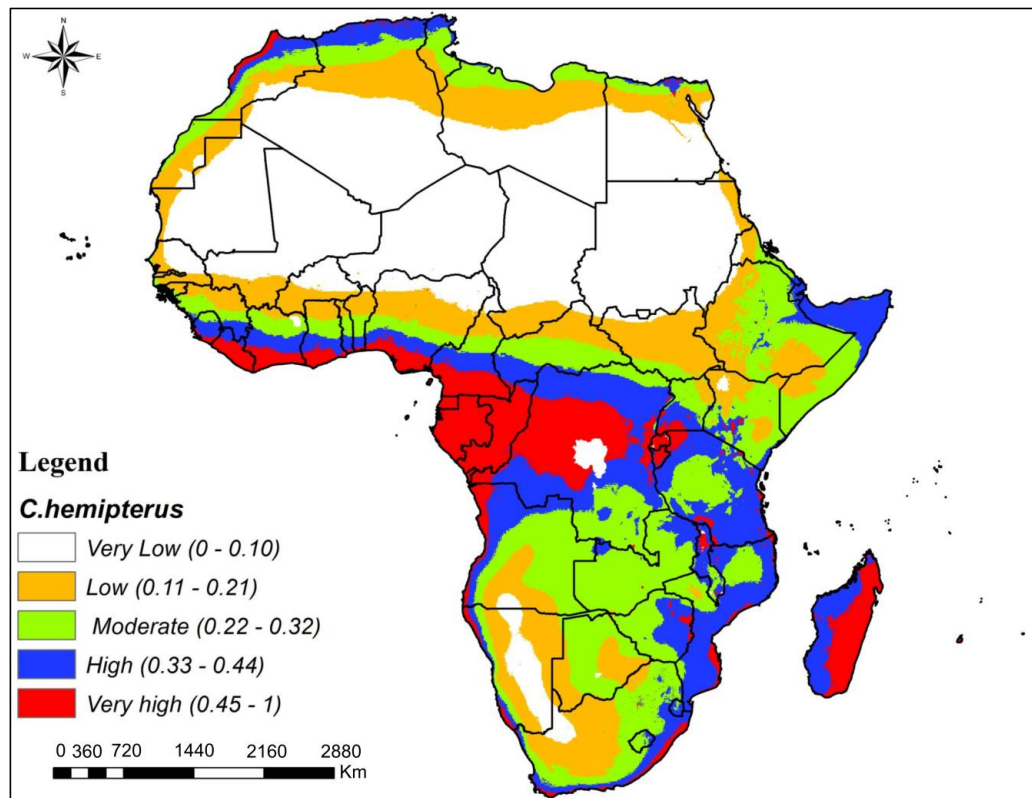 N
W E
S
Legend
C.hemipterus
Very Low (0 - 0.10)
Low (0.11 - 0.21)
Moderate (0.22 - 0.32)
High (0.33 - 0.44)
Very high (0.45 - 1)
0 360 720 1440 2160 2880
Km